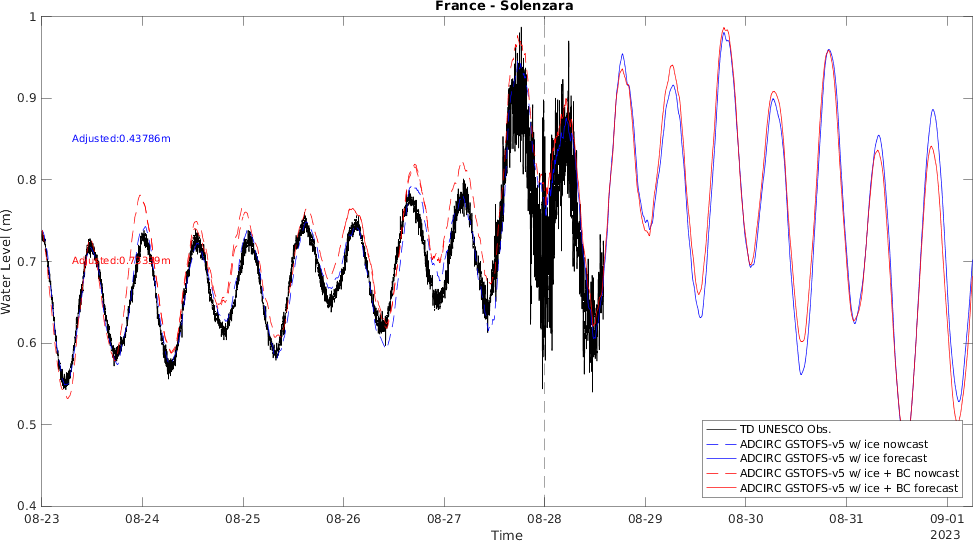 France - Solenzara
1
0.9
0.8
0.7
0.6
0.5
0.4
Water Level (m)
Adjusted:0.43786m
TD UNESCO Obs.
ADCIRC GSTOFS-v5 w/ ice nowcast
ADCIRC GSTOFS-v5 w/ ice forecast
ADCIRC GSTOFS-v5 w/ ice + BC nowcast
ADCIRC GSTOFS-v5 w/ ice + BC forecast
08-23 08-24 08-25 08-26 08-27 08-28 08-29 08-30 08-31 09-01
Time
2023